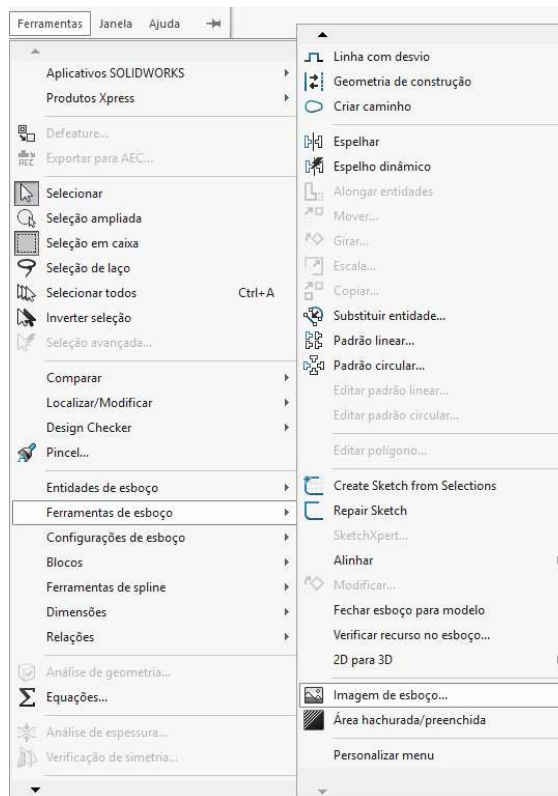 Ferramentas Janela Ajuda
Aplicativos SOLIDWORKS
Produtos Xpress
Defeature...
Exportar para AEC...
Selecionar
Seleção ampliada
Seleção em caixa
Seleção de laço
Selecionar todos Ctrl+A
Inverter seleção
Seleção avançada...
Comparar
Localizar/Modificar
Design Checker
Pincel...
Entidades de esboço
Ferramentas de esboço
Configurações de esboço
Blocos
Ferramentas de spline
Dimensões
Relações
Análise de geometria...
Equações...
Análise de espessura...
Verificação de simetria...
Linha com desvio
Geometria de construção
Criar caminho
Espelhar
Espelho dinâmico
Alongar entidades
Mover...
Girar...
Escala...
Copiar...
Substituir entidade...
Padrão linear...
Padrão circular...
Editar padrão linear...
Editar padrão circular...
Editar polígono...
Create Sketch from Selections
Repair Sketch
SketchXpert...
Alinhar
Modificar...
Fechar esboço para modelo
Verificar recurso no esboço...
2D para 3D
Imagem de esboço...
Área hachurada/preenchida
Personalizar menu